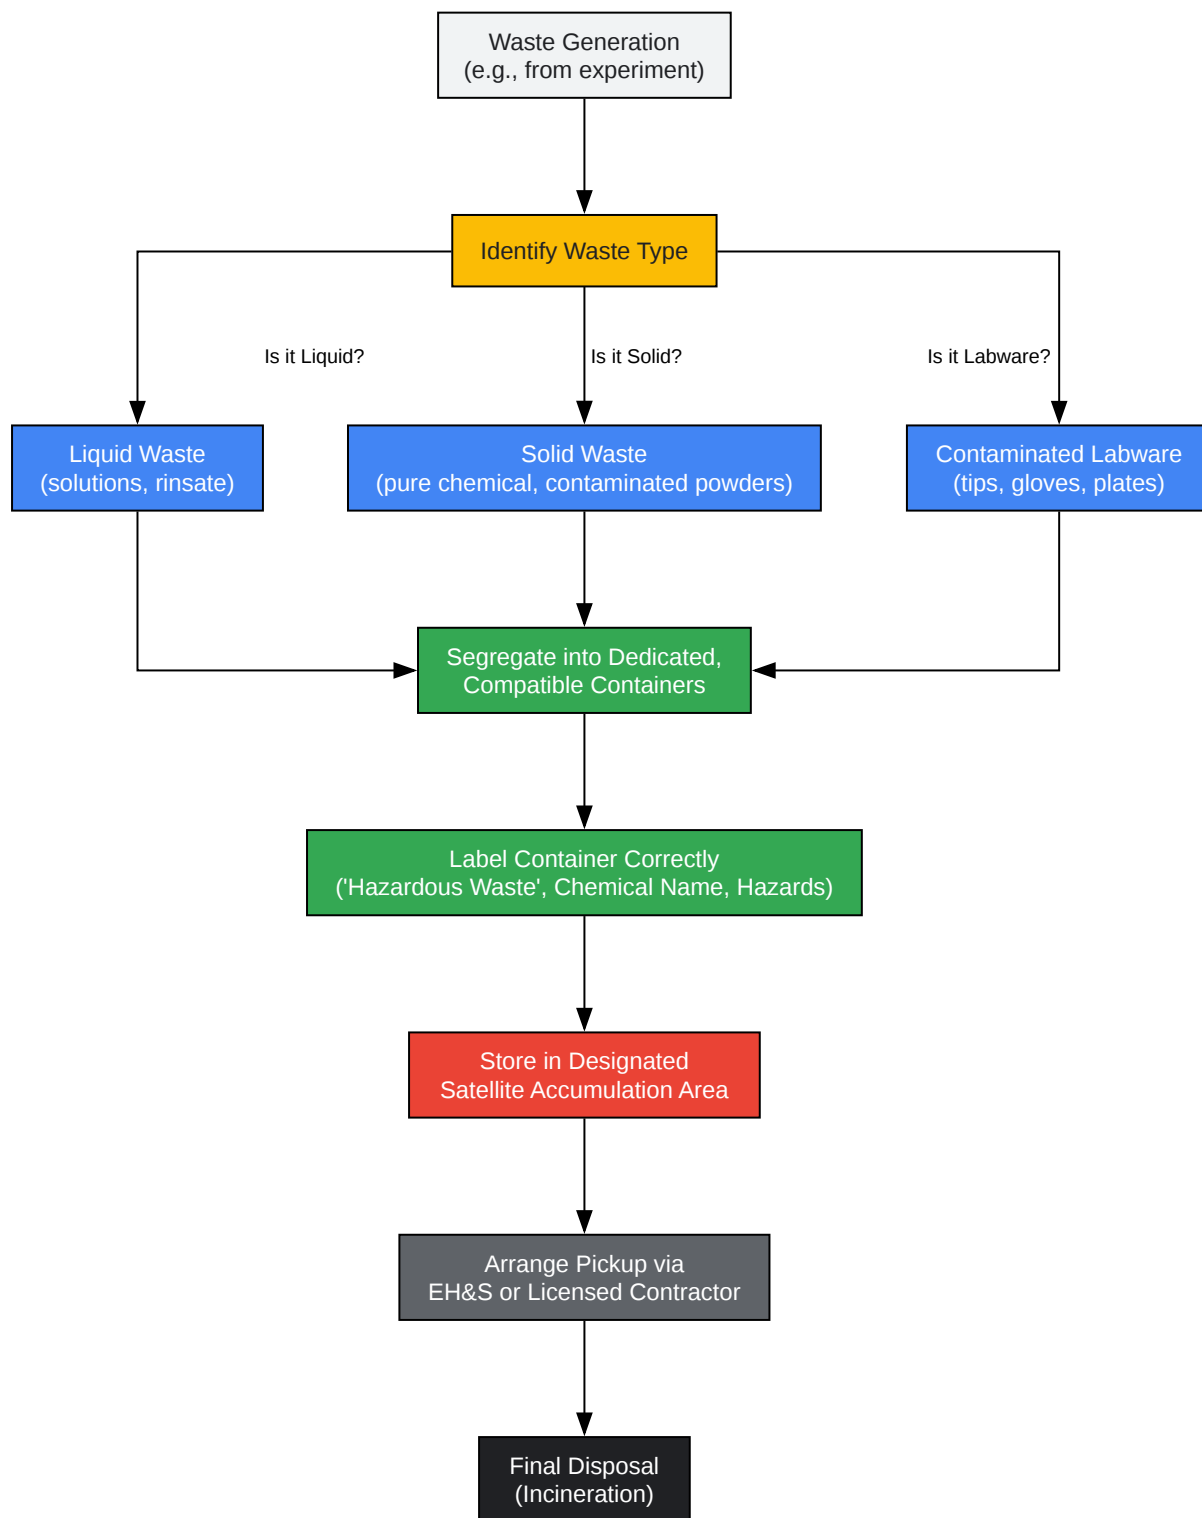 Waste Generation
(e.g., from experiment)
Identify Waste Type
Is it Liquid?
Is it Solid?
Is it Labware?
Liquid Waste
(solutions, rinsate)
Solid Waste
(pure chemical, contaminated powders)
Contaminated Labware
(tips, gloves, plates)
Segregate into Dedicated,
Compatible Containers
Label Container Correctly
('Hazardous Waste', Chemical Name, Hazards)
Store in Designated
Satellite Accumulation Area
Arrange Pickup via
EH&S or Licensed Contractor
Final Disposal
(Incineration)